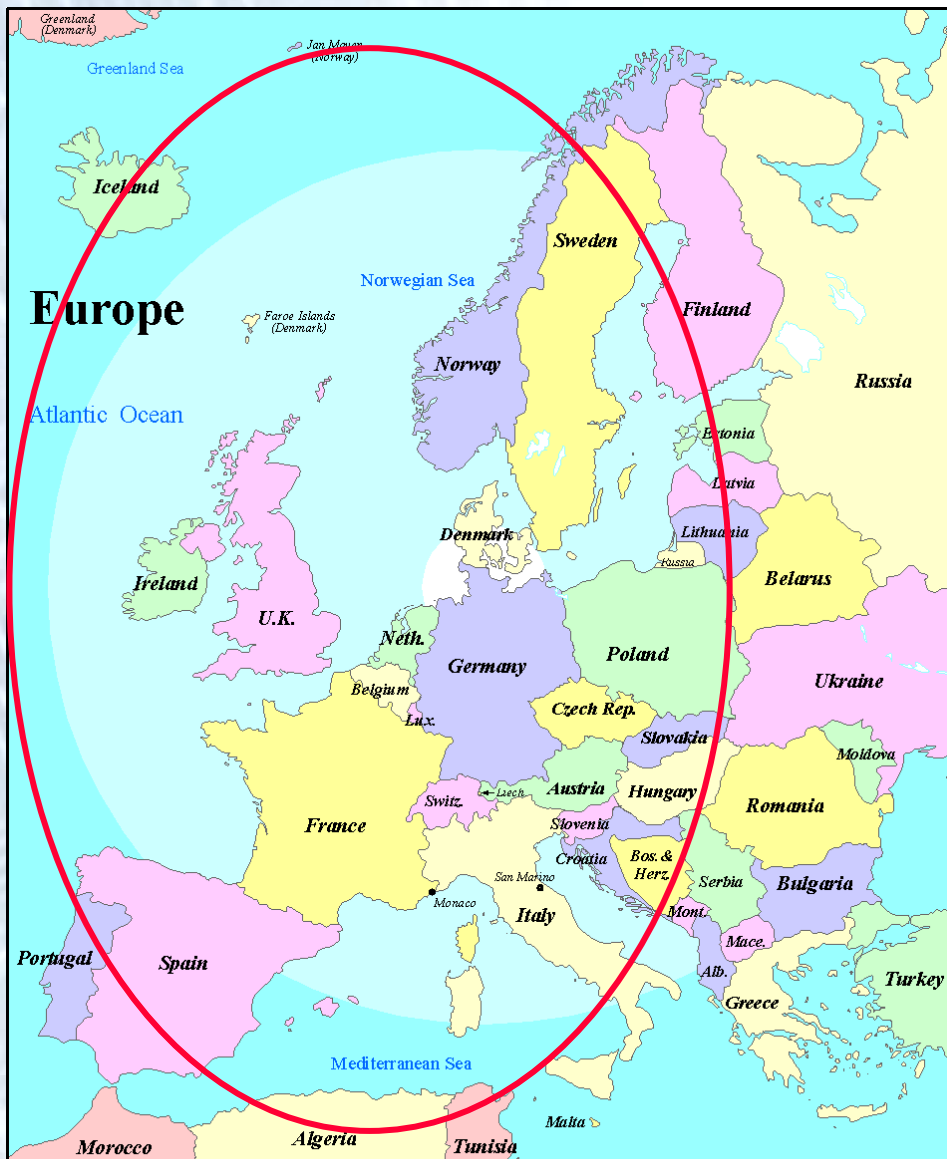 Greenland
(Denmark)
Jan Mayen
(Norway)
Greenland Sea
Iceland
Sweden
Norwegian Sea
Europe
Faroe Islands
(Denmark)
Finland
Norway
Russia
Atlantic Ocean
Estonia
Latvia
Denmark
Lithuania
Russia
Ireland
Belarus
U.K.
Neth.
Poland
Germany
Ukraine
Belgium
Czech Rep.
Lux.
Slovakia
Moldova
Liech
Austria
Hungary
Switz.
Romania
France
Slovenia
Croatia
Bos. &
Herz.
San Marino
Serbia
Bulgaria
Monaco
Italy
Mont.
Mace.
Portugal
Spain
Alb.
Turkey
Greece
Mediterranean Sea
Malta
Algeria
Morocco
Tunisia